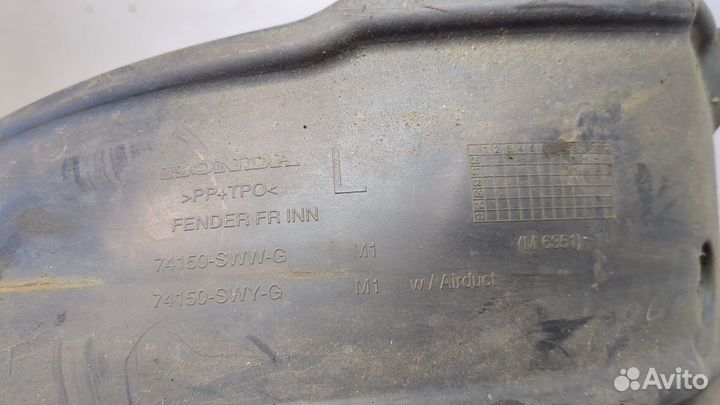 HONDA
>PP+TPO<
L
FENDER FR INN
74150-SWW-G M1
74150-SWY-G M1 w/Airduct
(M 6351)
Avito